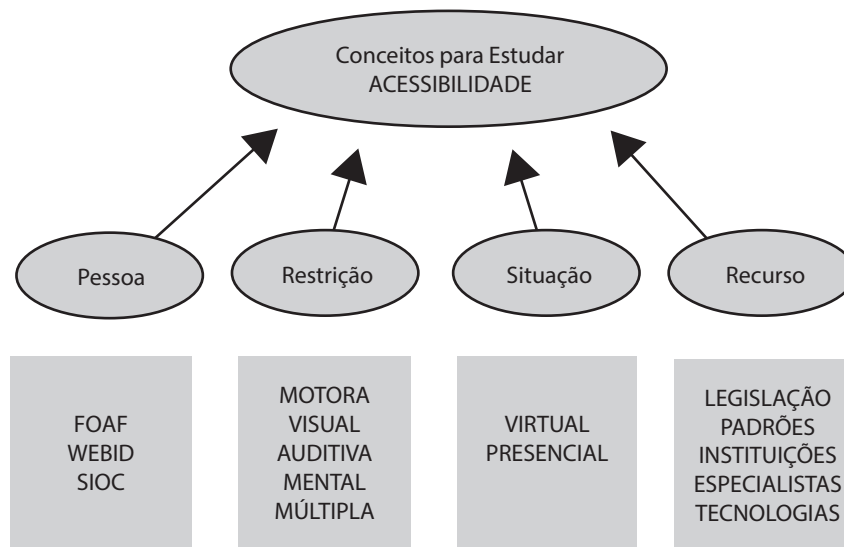 Conceitos para Estudar
ACESSIBILIDADE
Pessoa
Restrição
Situação
Recurso
FOAF
WEBID
SIOC
MOTORA
VISUAL
AUDITIVA
MENTAL
MÚLTIPLA
VIRTUAL
PRESENCIAL
LEGISLAÇÃO
PADRÕES
INSTITUIÇÕES
ESPECIALISTAS
TECNOLOGIAS